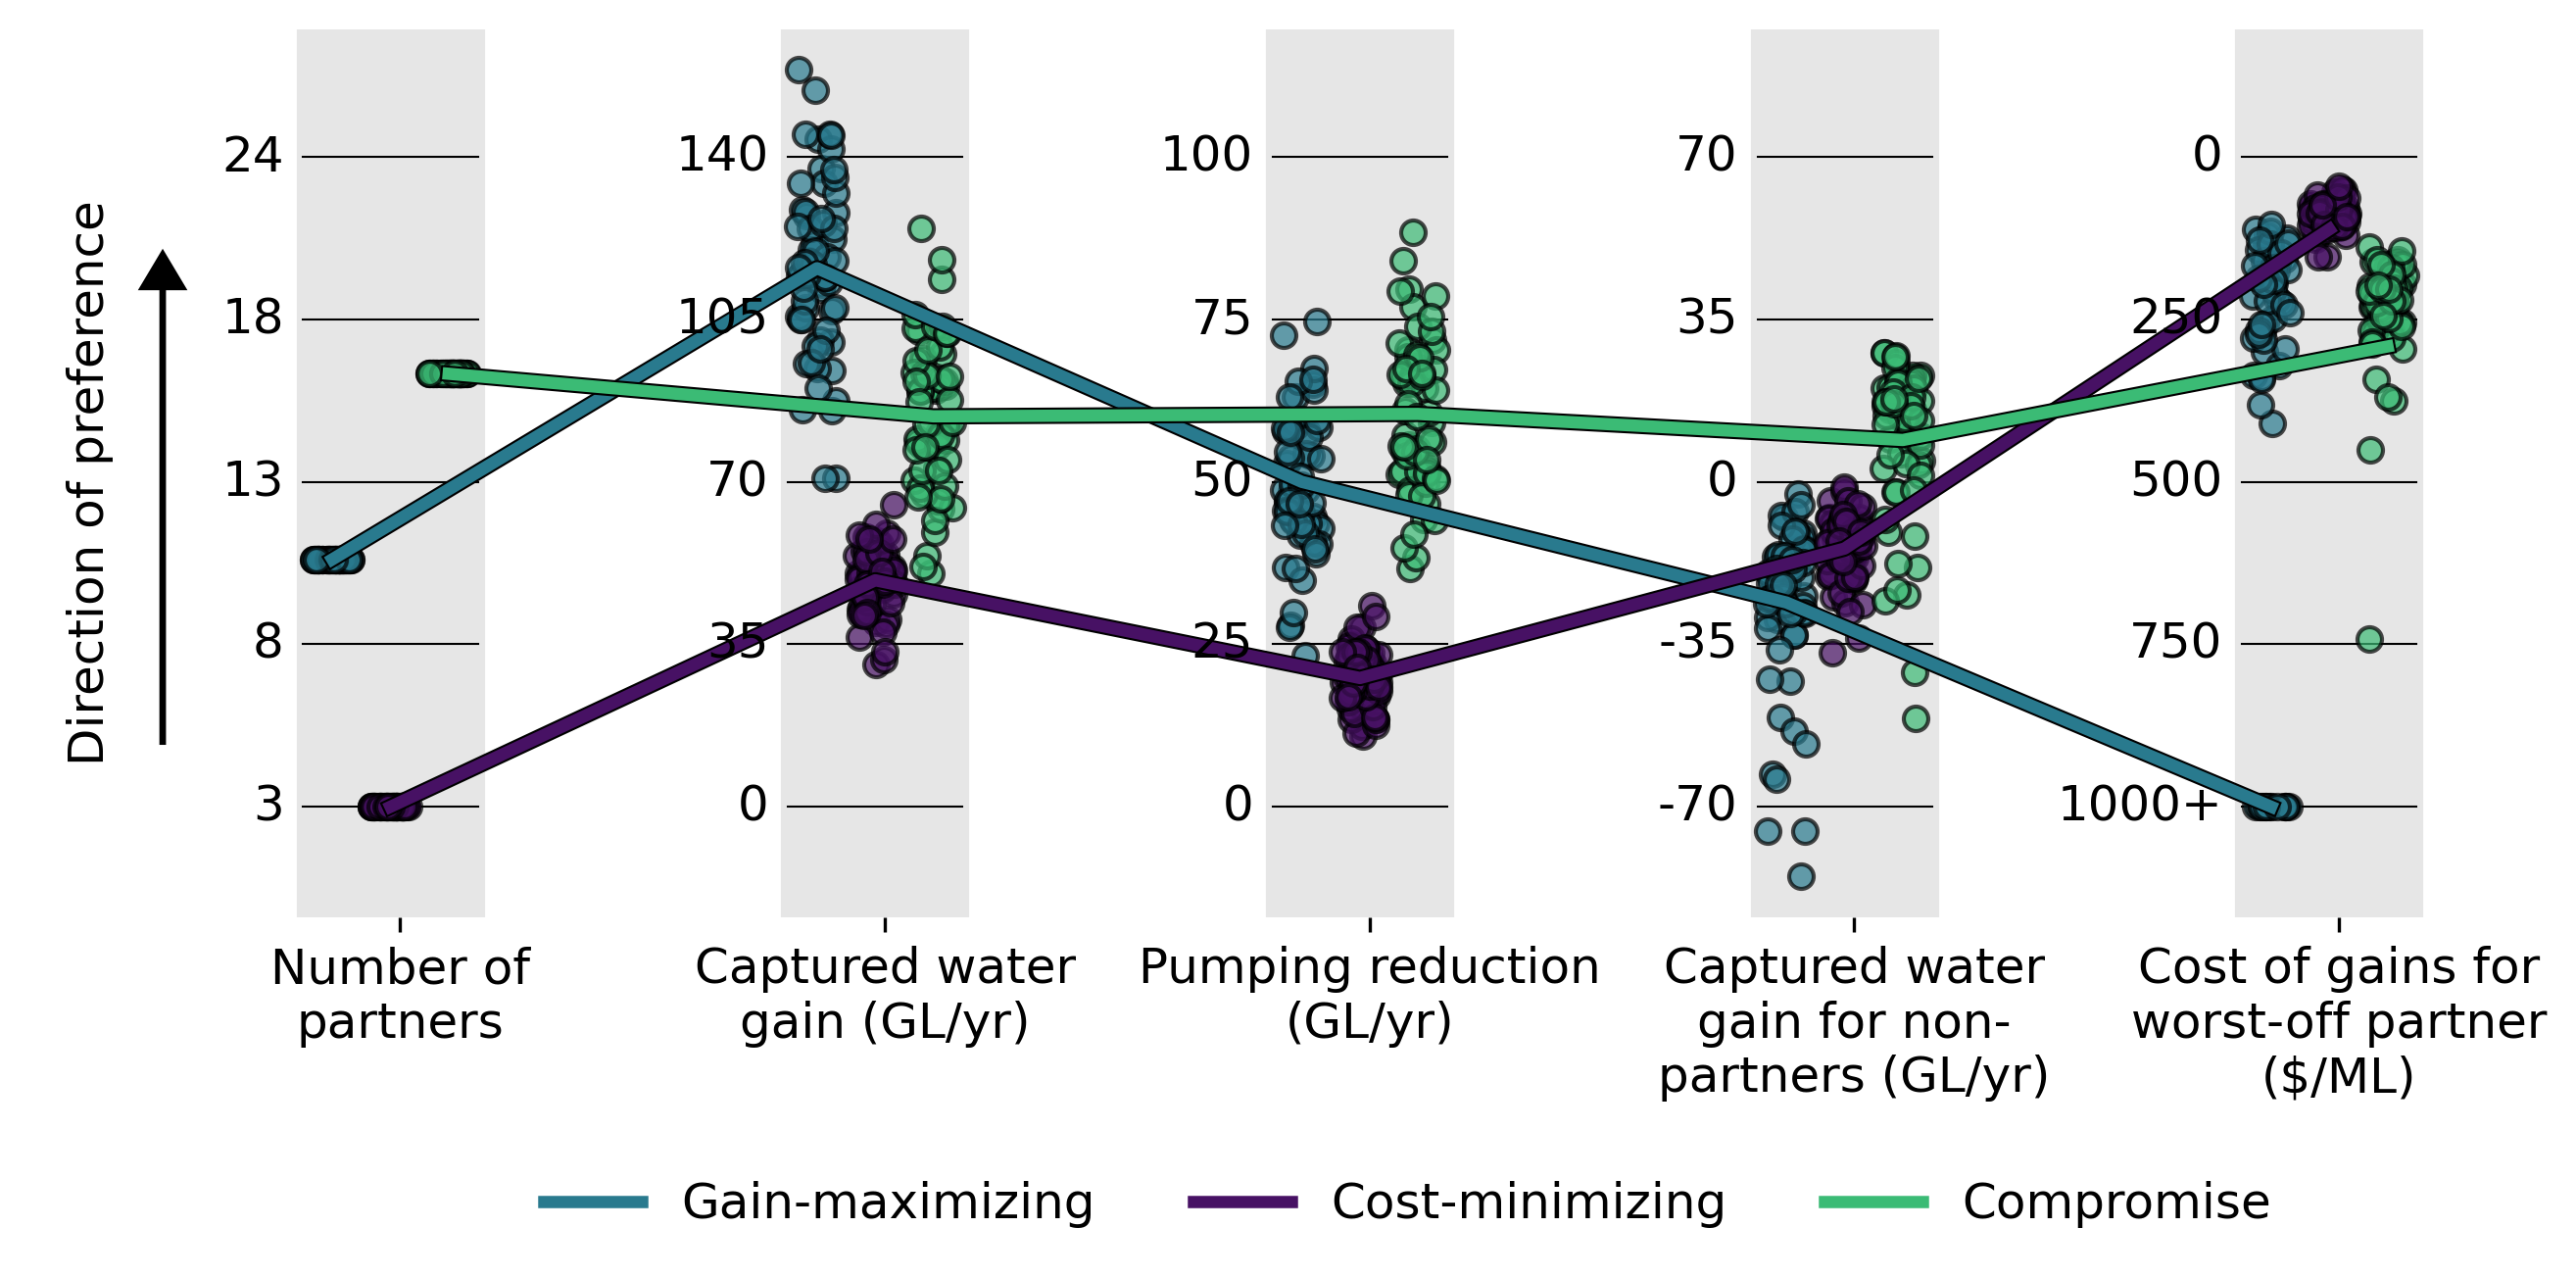 Direction of preference
24
18
13
8
3
140
105
70
35
0
100
75
50
25
0
70
35
0
-35
-70
0
250
500
750
1000+
Number of
partners
Captured water
gain (GL/yr)
Pumping reduction
(GL/yr)
Captured water
gain for non-
partners (GL/yr)
Cost of gains for
worst-off partner
($/ML)
Gain-maximizing
Cost-minimizing
Compromise